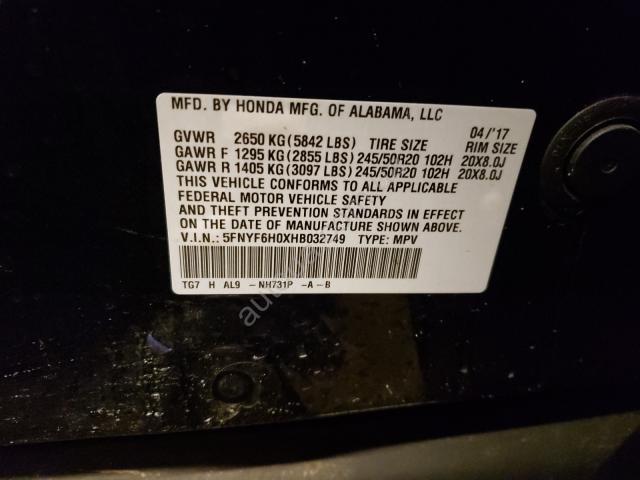 MFD. BY HONDA MFG. OF ALABAMA, LLC 04/'17
GVWR 2650 KG(5842 LBS) TIRE SIZE RIM SIZE
GAWR F 1295 KG(2855 LBS) 245/50R20 102H 20X8.0J
GAWR R 1405 KG(3097 LBS) 245/50R20 102H 20X8.0J
THIS VEHICLE CONFORMS TO ALL APPLICABLE
FEDERAL MOTOR VEHICLE SAFETY
AND THEFT PREVENTION STANDARDS IN EFFECT
ON THE DATE OF MANUFACTURE SHOWN ABOVE.
V.I.N.: 5FNYF6H0XHB032749 TYPE: MPV
TG7 H AL9 -NH731P -A-B